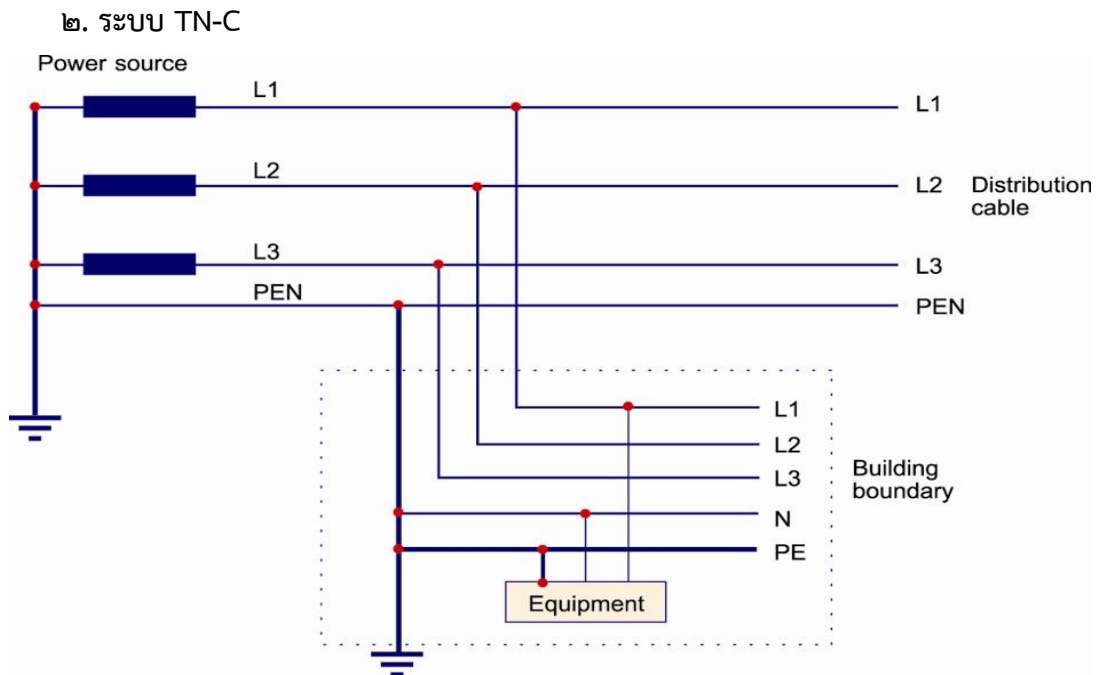 ๒. ระบบ TN-C
Power source
L1
L1
L2
L2
Distribution
cable
L3
L3
PEN
PEN
L1
L2
L3
Building
boundary
N
PE
Equipment